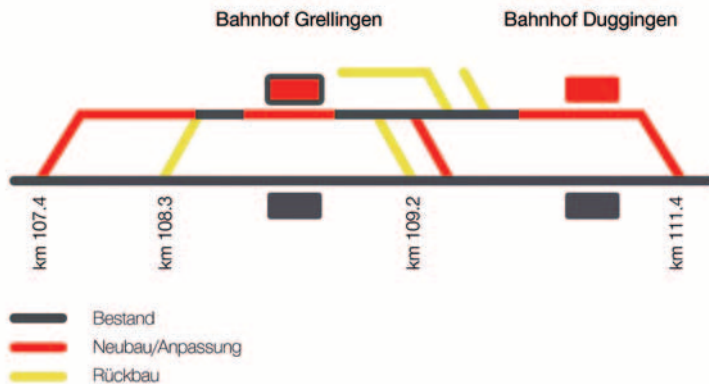 Bahnhof Grellingen
Bahnhof Duggingen
km 107.4
km 108.3
km 109.2
km 111.4
Bestand
Neubau/Anpassung
Rückbau